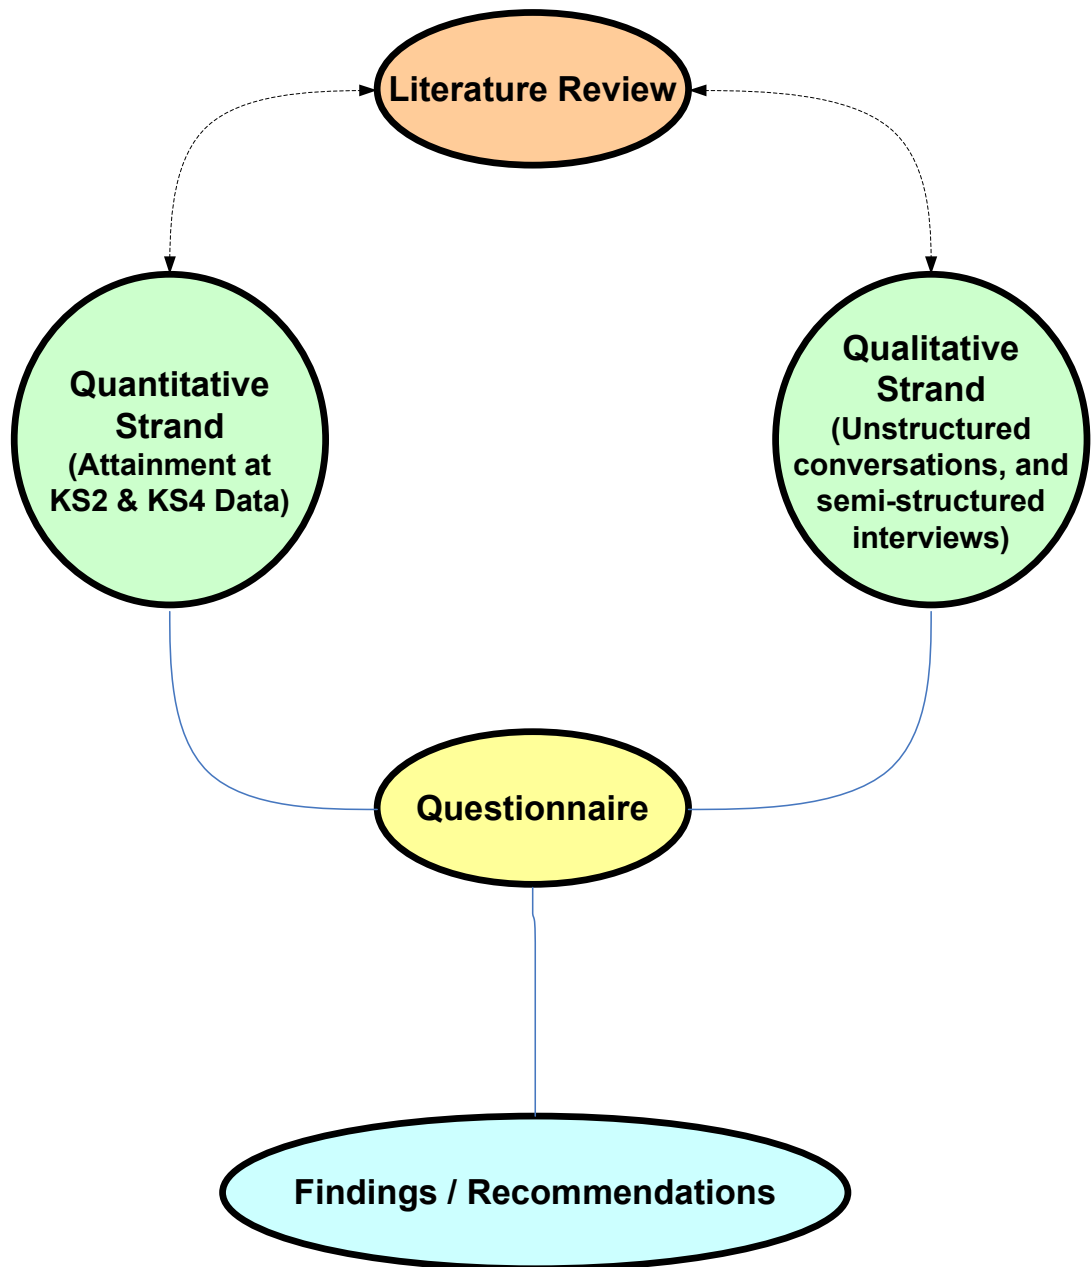 Literature Review
Quantitative
Strand
(Attainment at
KS2 & KS4 Data)
Qualitative
Strand
(Unstructured
conversations, and
semi-structured
interviews)
Questionnaire
Findings / Recommendations